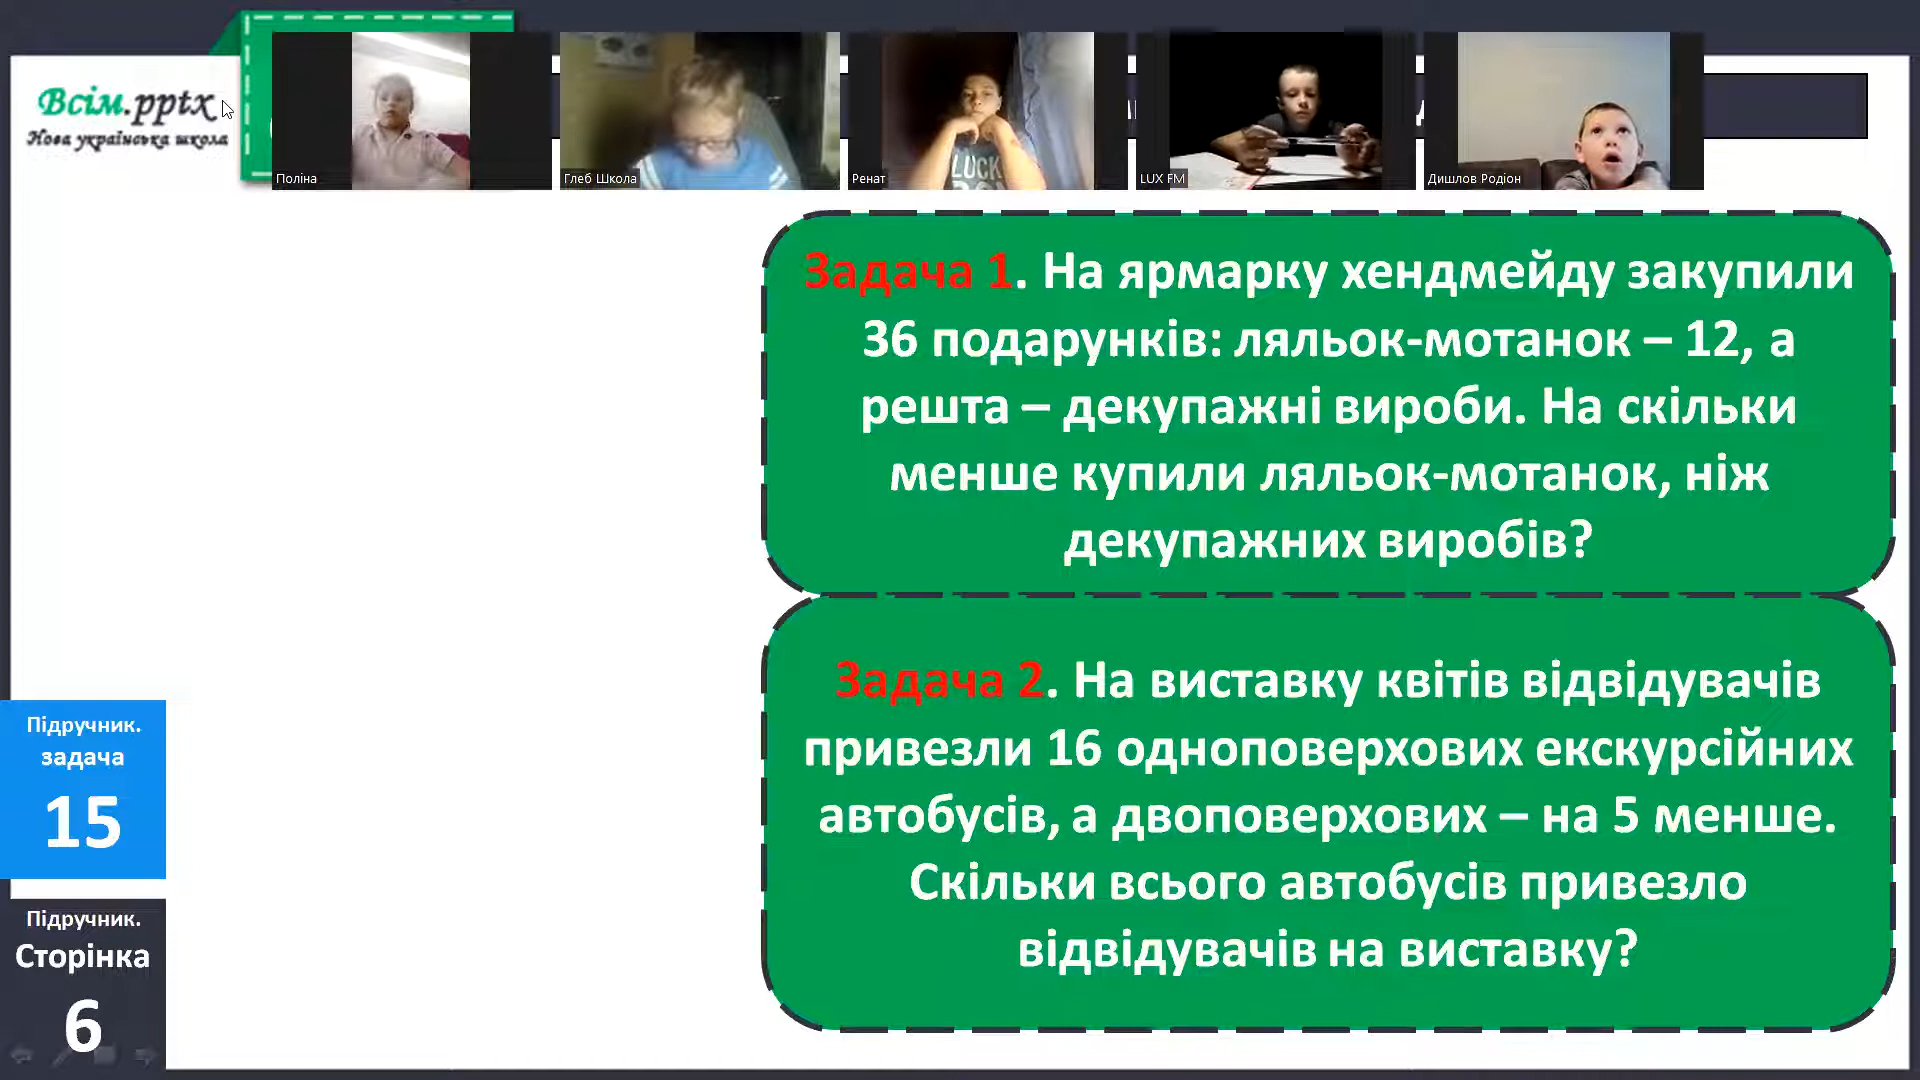 Всім.pptx
Нова українська школа
Поліна
Глеб Школа
Ренат
LUCK
LUX FM
Дишлов Родіон
Задача 1. На ярмарку хендмейду закупили
36 подарунків: ляльок-мотанок – 12, а
решта – декупажні вироби. На скільки
менше купили ляльок-мотанок, ніж
декупажних виробів?
Задача 2. На виставку квітів відвідувачів
привезли 16 одноповерхових екскурсійних
автобусів, а двоповерхових – на 5 менше.
Скільки всього автобусів привезло
відвідувачів на виставку?
Підручник.
задача
15
Підручник.
Сторінка
6